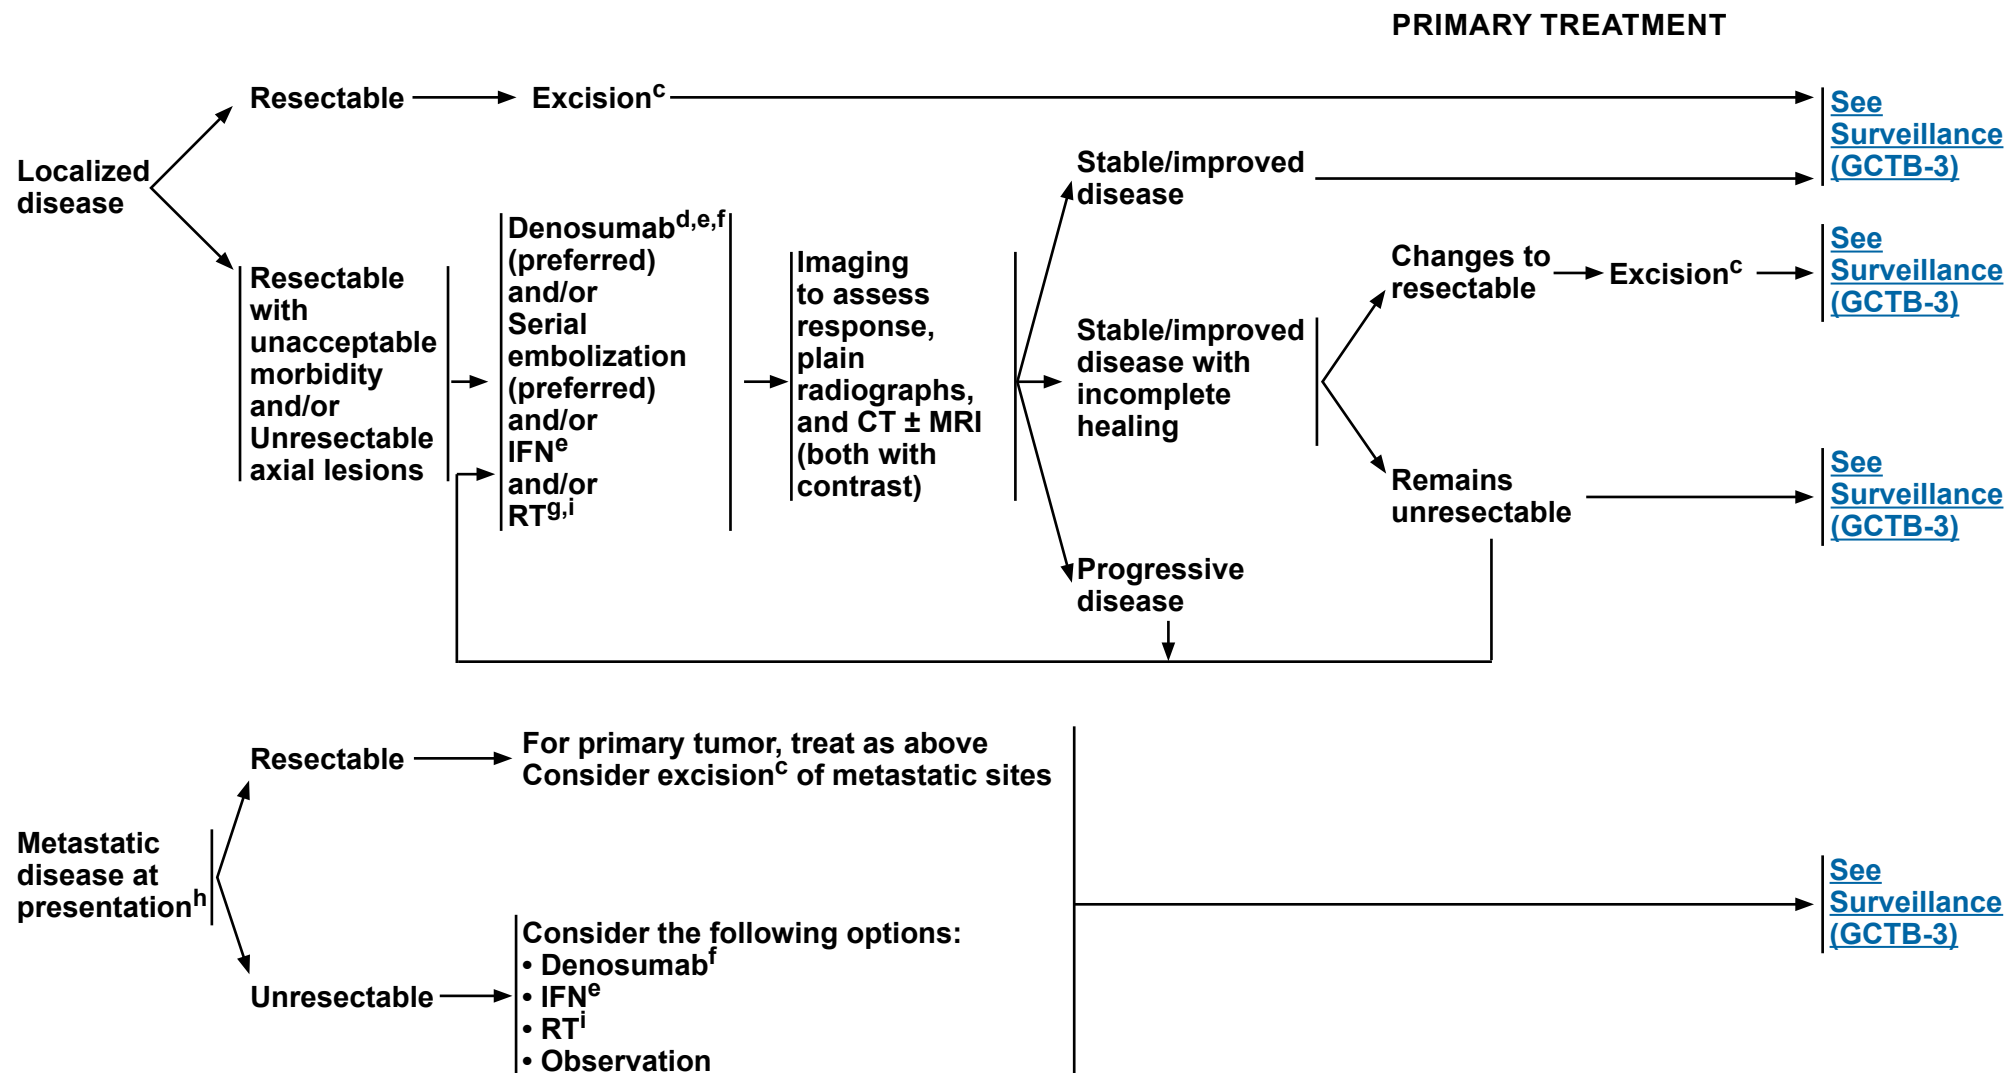 PRIMARY TREATMENT
Localized
disease
Resectable
Excisionc
See
Surveillance
(GCTB-3)
Resectable
with
unacceptable
morbidity
and/or
Unresectable
axial lesions
Denosumabd,e,f
(preferred)
and/or
Serial
embolization
(preferred)
and/or
IFNe
and/or
RTg,i
Imaging
to assess
response,
plain
radiographs,
and CT ± MRI
(both with
contrast)
Stable/improved
disease
Stable/improved
disease with
incomplete
healing
Changes to
resectable
Excisionc
See
Surveillance
(GCTB-3)
Remains
unresectable
See
Surveillance
(GCTB-3)
Progressive
disease
Metastatic
disease at
presentationh
Resectable
For primary tumor, treat as above
Consider excisionc of metastatic sites
Unresectable
Consider the following options:
• Denosumabf
• IFNe
• RTi
• Observation
See
Surveillance
(GCTB-3)